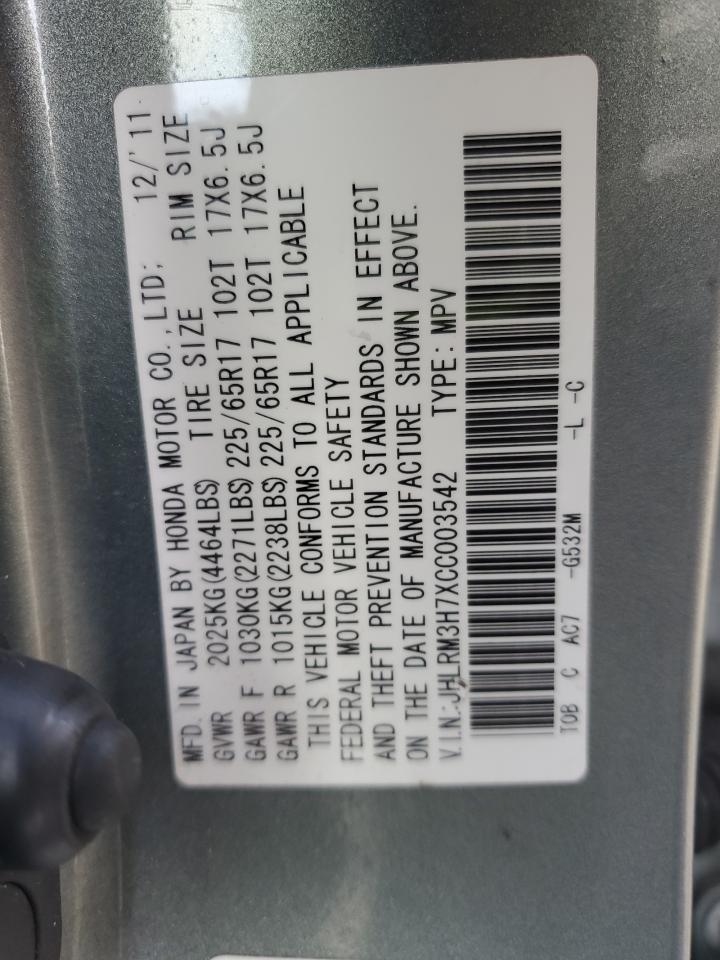 MFD. IN JAPAN BY HONDA MOTOR CO.,LTD; 12/'11
GVWR 2025KG(4464LBS) TIRE SIZE RIM SIZE
GAWR F 1030KG(2271LBS) 225/65R17 102T 17X6.5J
GAWR R 1015KG(2238LBS) 225/65R17 102T 17X6.5J
THIS VEHICLE CONFORMS TO ALL APPLICABLE
FEDERAL MOTOR VEHICLE SAFETY
AND THEFT PREVENTION STANDARDS IN EFFECT
ON THE DATE OF MANUFACTURE SHOWN ABOVE.
V.I.N.:JHLRM3H7XCC003542 TYPE:MPV
TOB C AC7 -G532M -L -C